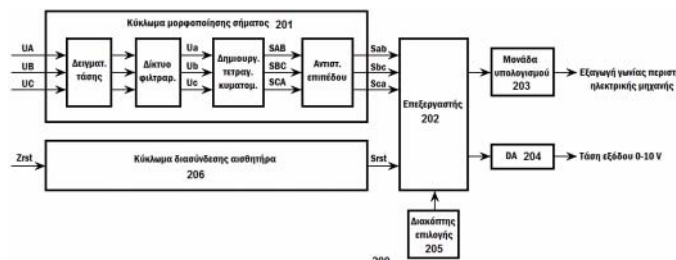 Κύκλωμα μορφοποίησης σήματος 201
UA
UB
UC
Δειγματ.
τάσης
Δίκτυο
φιλτραρ.
Ua
Ub
Uc
Δημιουργ.
τετραγ.
κυματομ.
SAB
SBC
SCA
Αντιστ.
επιπέδου
Sab
Sbc
Sca
Επεξεργαστής
202
Μονάδα
υπολογισμού
203
Εξαγωγή γωνίας περιστ
ηλεκτρικής μηχανής
DA 204
Τάση εξόδου 0-10 V
Zrst
Κύκλωμα διασύνδεσης αισθητήρα
206
Srst
Διακόπτης
επιλογής
205